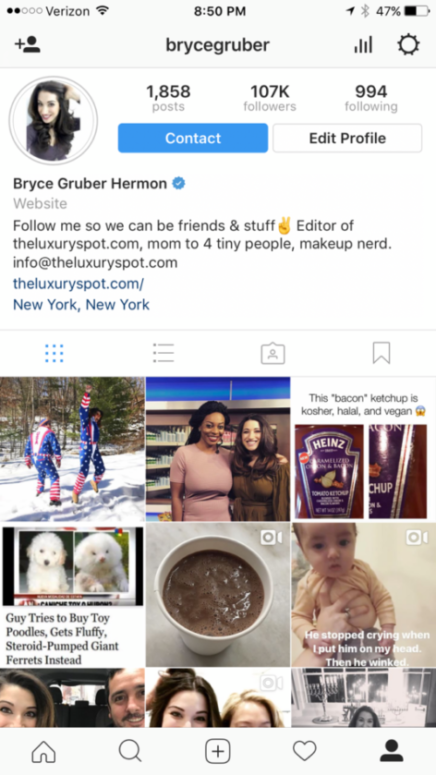 Verizon 8:50 PM 47%
brycegruber
1,858 107K 994
posts followers following
Contact Edit Profile
Bryce Gruber Hermon
Website
Follow me so we can be friends & stuff✌️ Editor of
theluxuryspot.com, mom to 4 tiny people, makeup nerd.
info@theluxuryspot.com
theluxuryspot.com/
New York, New York
This "bacon" ketchup is
kosher, halal, and vegan 😱
HEINZ
TOMATO KETCHUP
CHUP
Guy Tries to Buy Toy
Poodles, Gets Fluffy,
Steroid-Pumped Giant
Ferrets Instead
He stopped crying when
I put him on my head.
Then he winked.